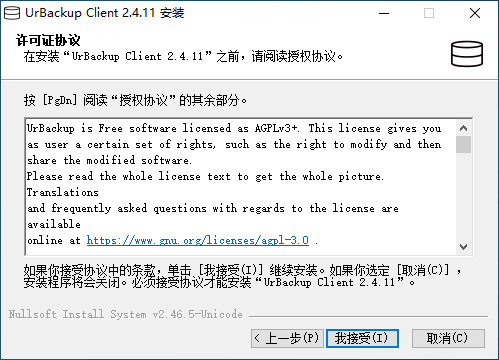 UrBackup Client 2.4.11 安装
许可证协议
在安装“UrBackup Client 2.4.11”之前，请阅读授权协议。
按 [PgDn] 阅读“授权协议”的其余部分。
UrBackup is Free software licensed as AGPLv3+. This license gives you
as user a certain set of rights, such as the right to modify and then
share the modified software.
Please read the whole license text to get the whole picture.
Translations
and frequently asked questions with regards to the license are
available
online at https://www.gnu.org/licenses/agpl-3.0 .
如果你接受协议中的条款，单击 [我接受(I)] 继续安装。如果你选定 [取消(C)] ，
安装程序将会关闭。必须接受协议才能安装“UrBackup Client 2.4.11”。
Nullsoft Install System v2.46.5-Unicode
< 上一步(P)
我接受(I)
取消(C)